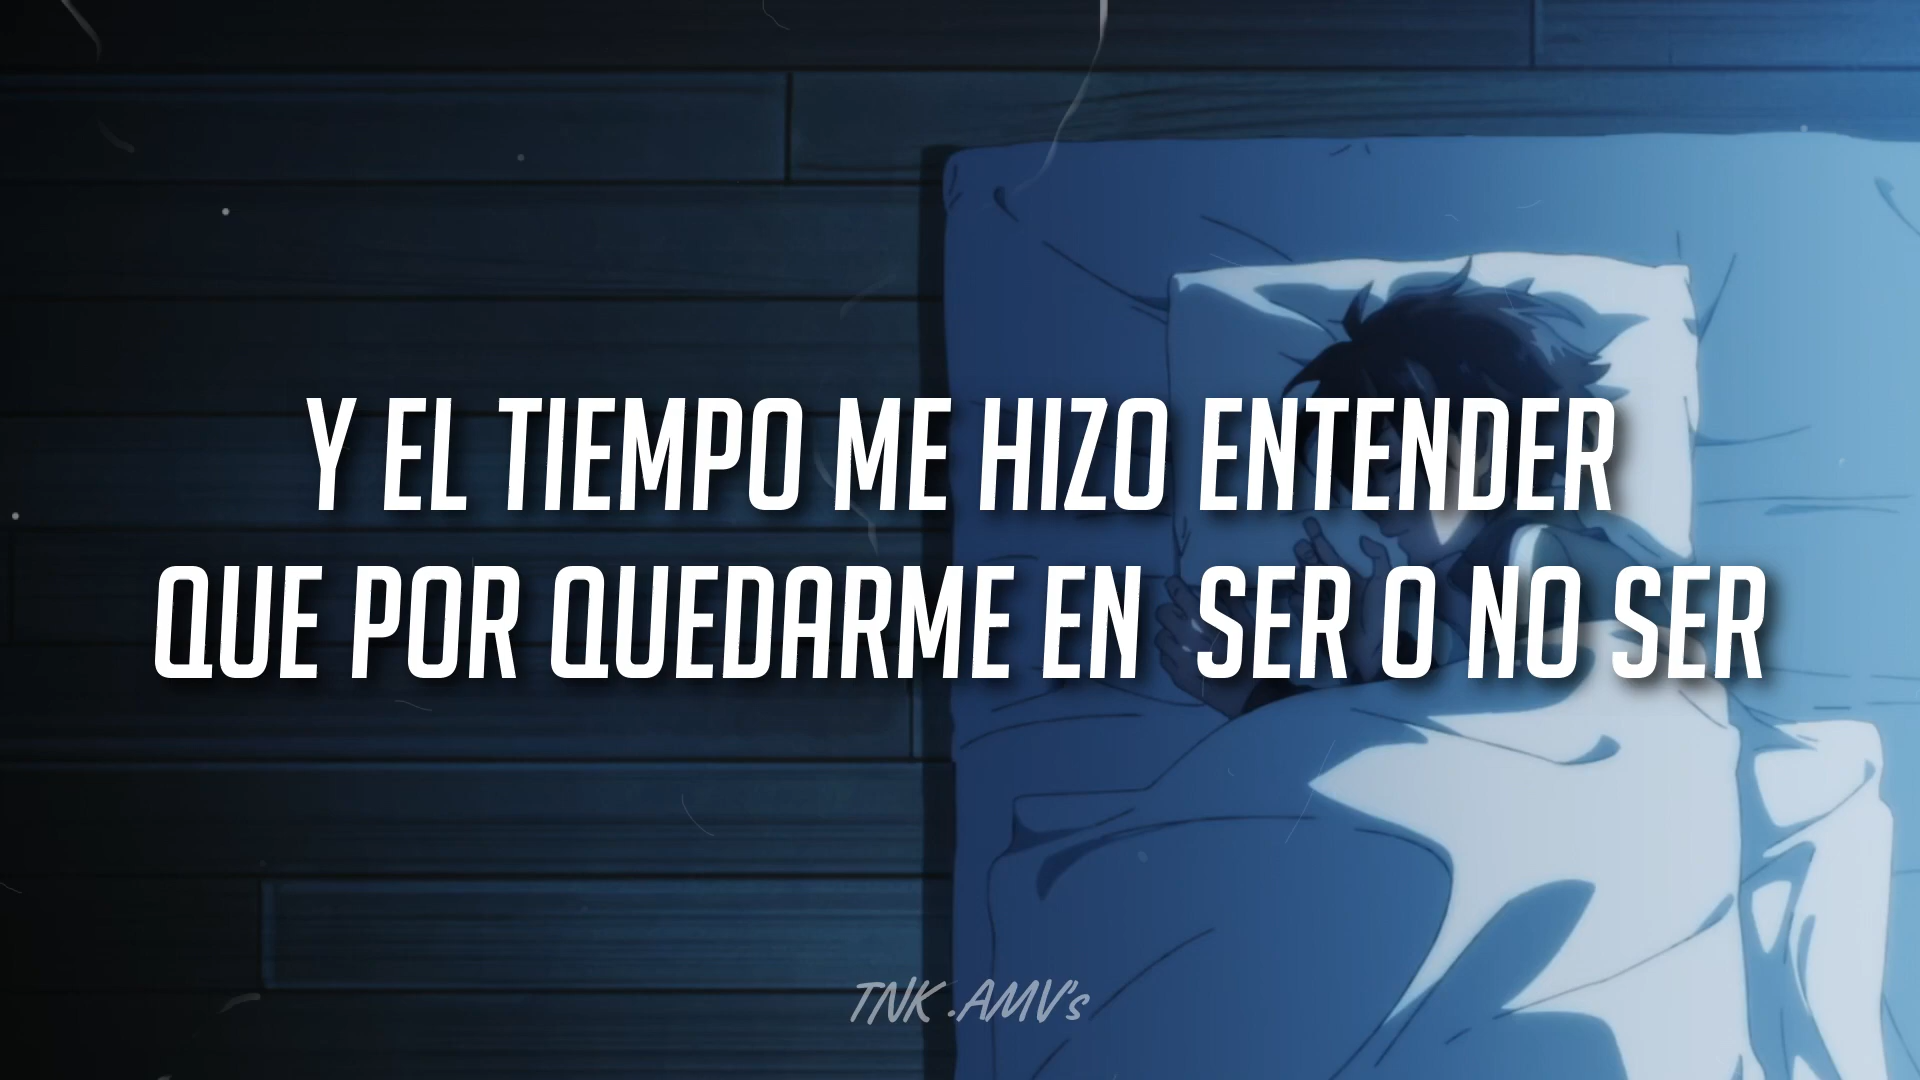 Y EL TIEMPO ME HIZO ENTENDER
QUE POR QUEDARME EN SER O NO SER
TNK .AMV's